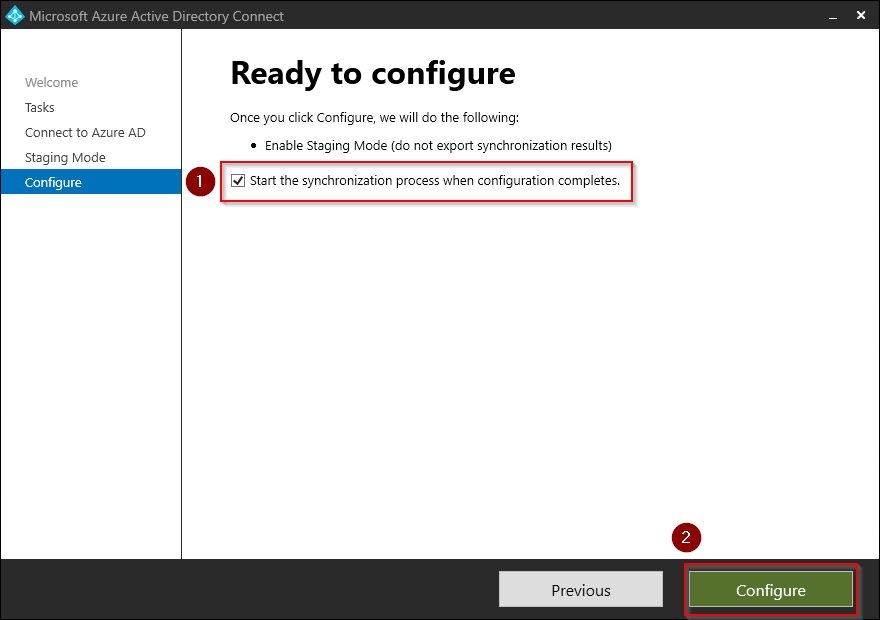 Microsoft Azure Active Directory Connect
Welcome
Tasks
Connect to Azure AD
Staging Mode
Configure
Ready to configure
Once you click Configure, we will do the following:
• Enable Staging Mode (do not export synchronization results)
1
Start the synchronization process when configuration completes.
2
Previous
Configure